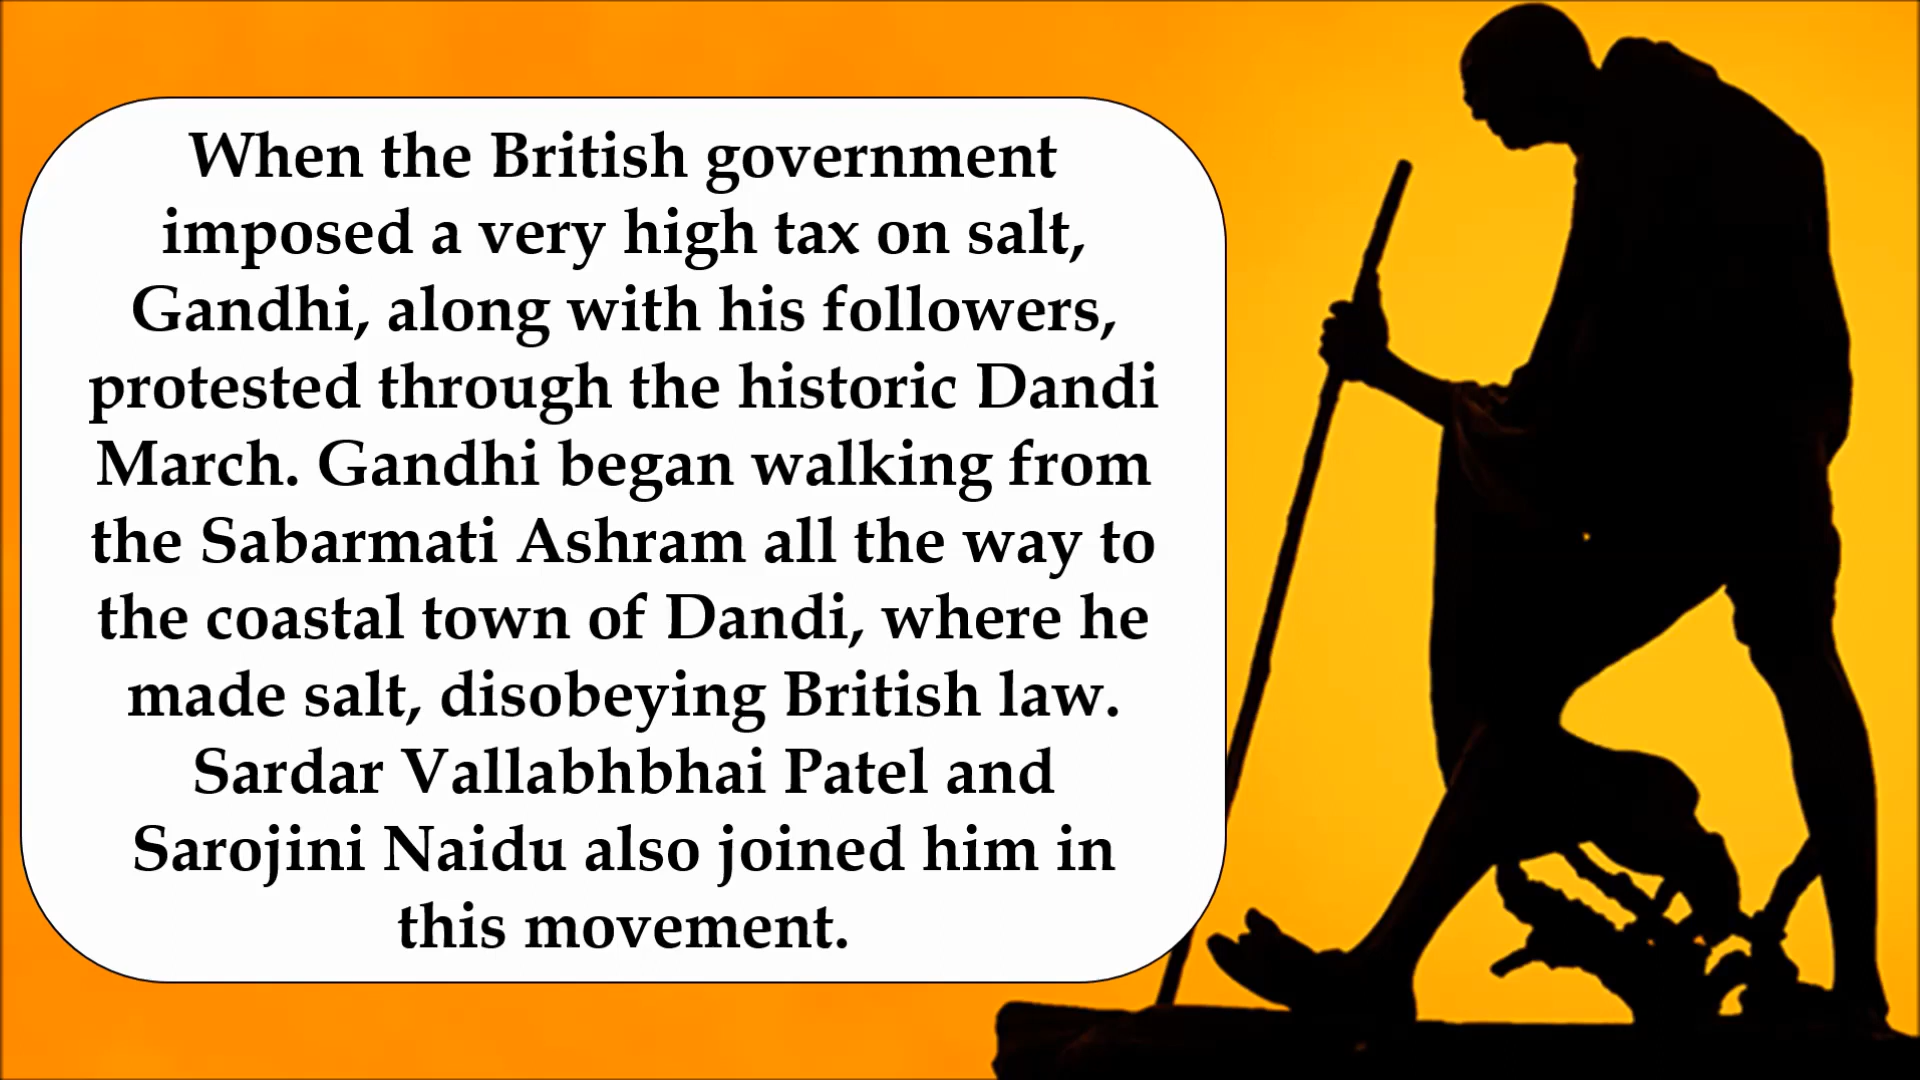 When the British government
imposed a very high tax on salt,
Gandhi, along with his followers,
protested through the historic Dandi
March. Gandhi began walking from
the Sabarmati Ashram all the way to
the coastal town of Dandi, where he
made salt, disobeying British law.
Sardar Vallabhbhai Patel and
Sarojini Naidu also joined him in
this movement.